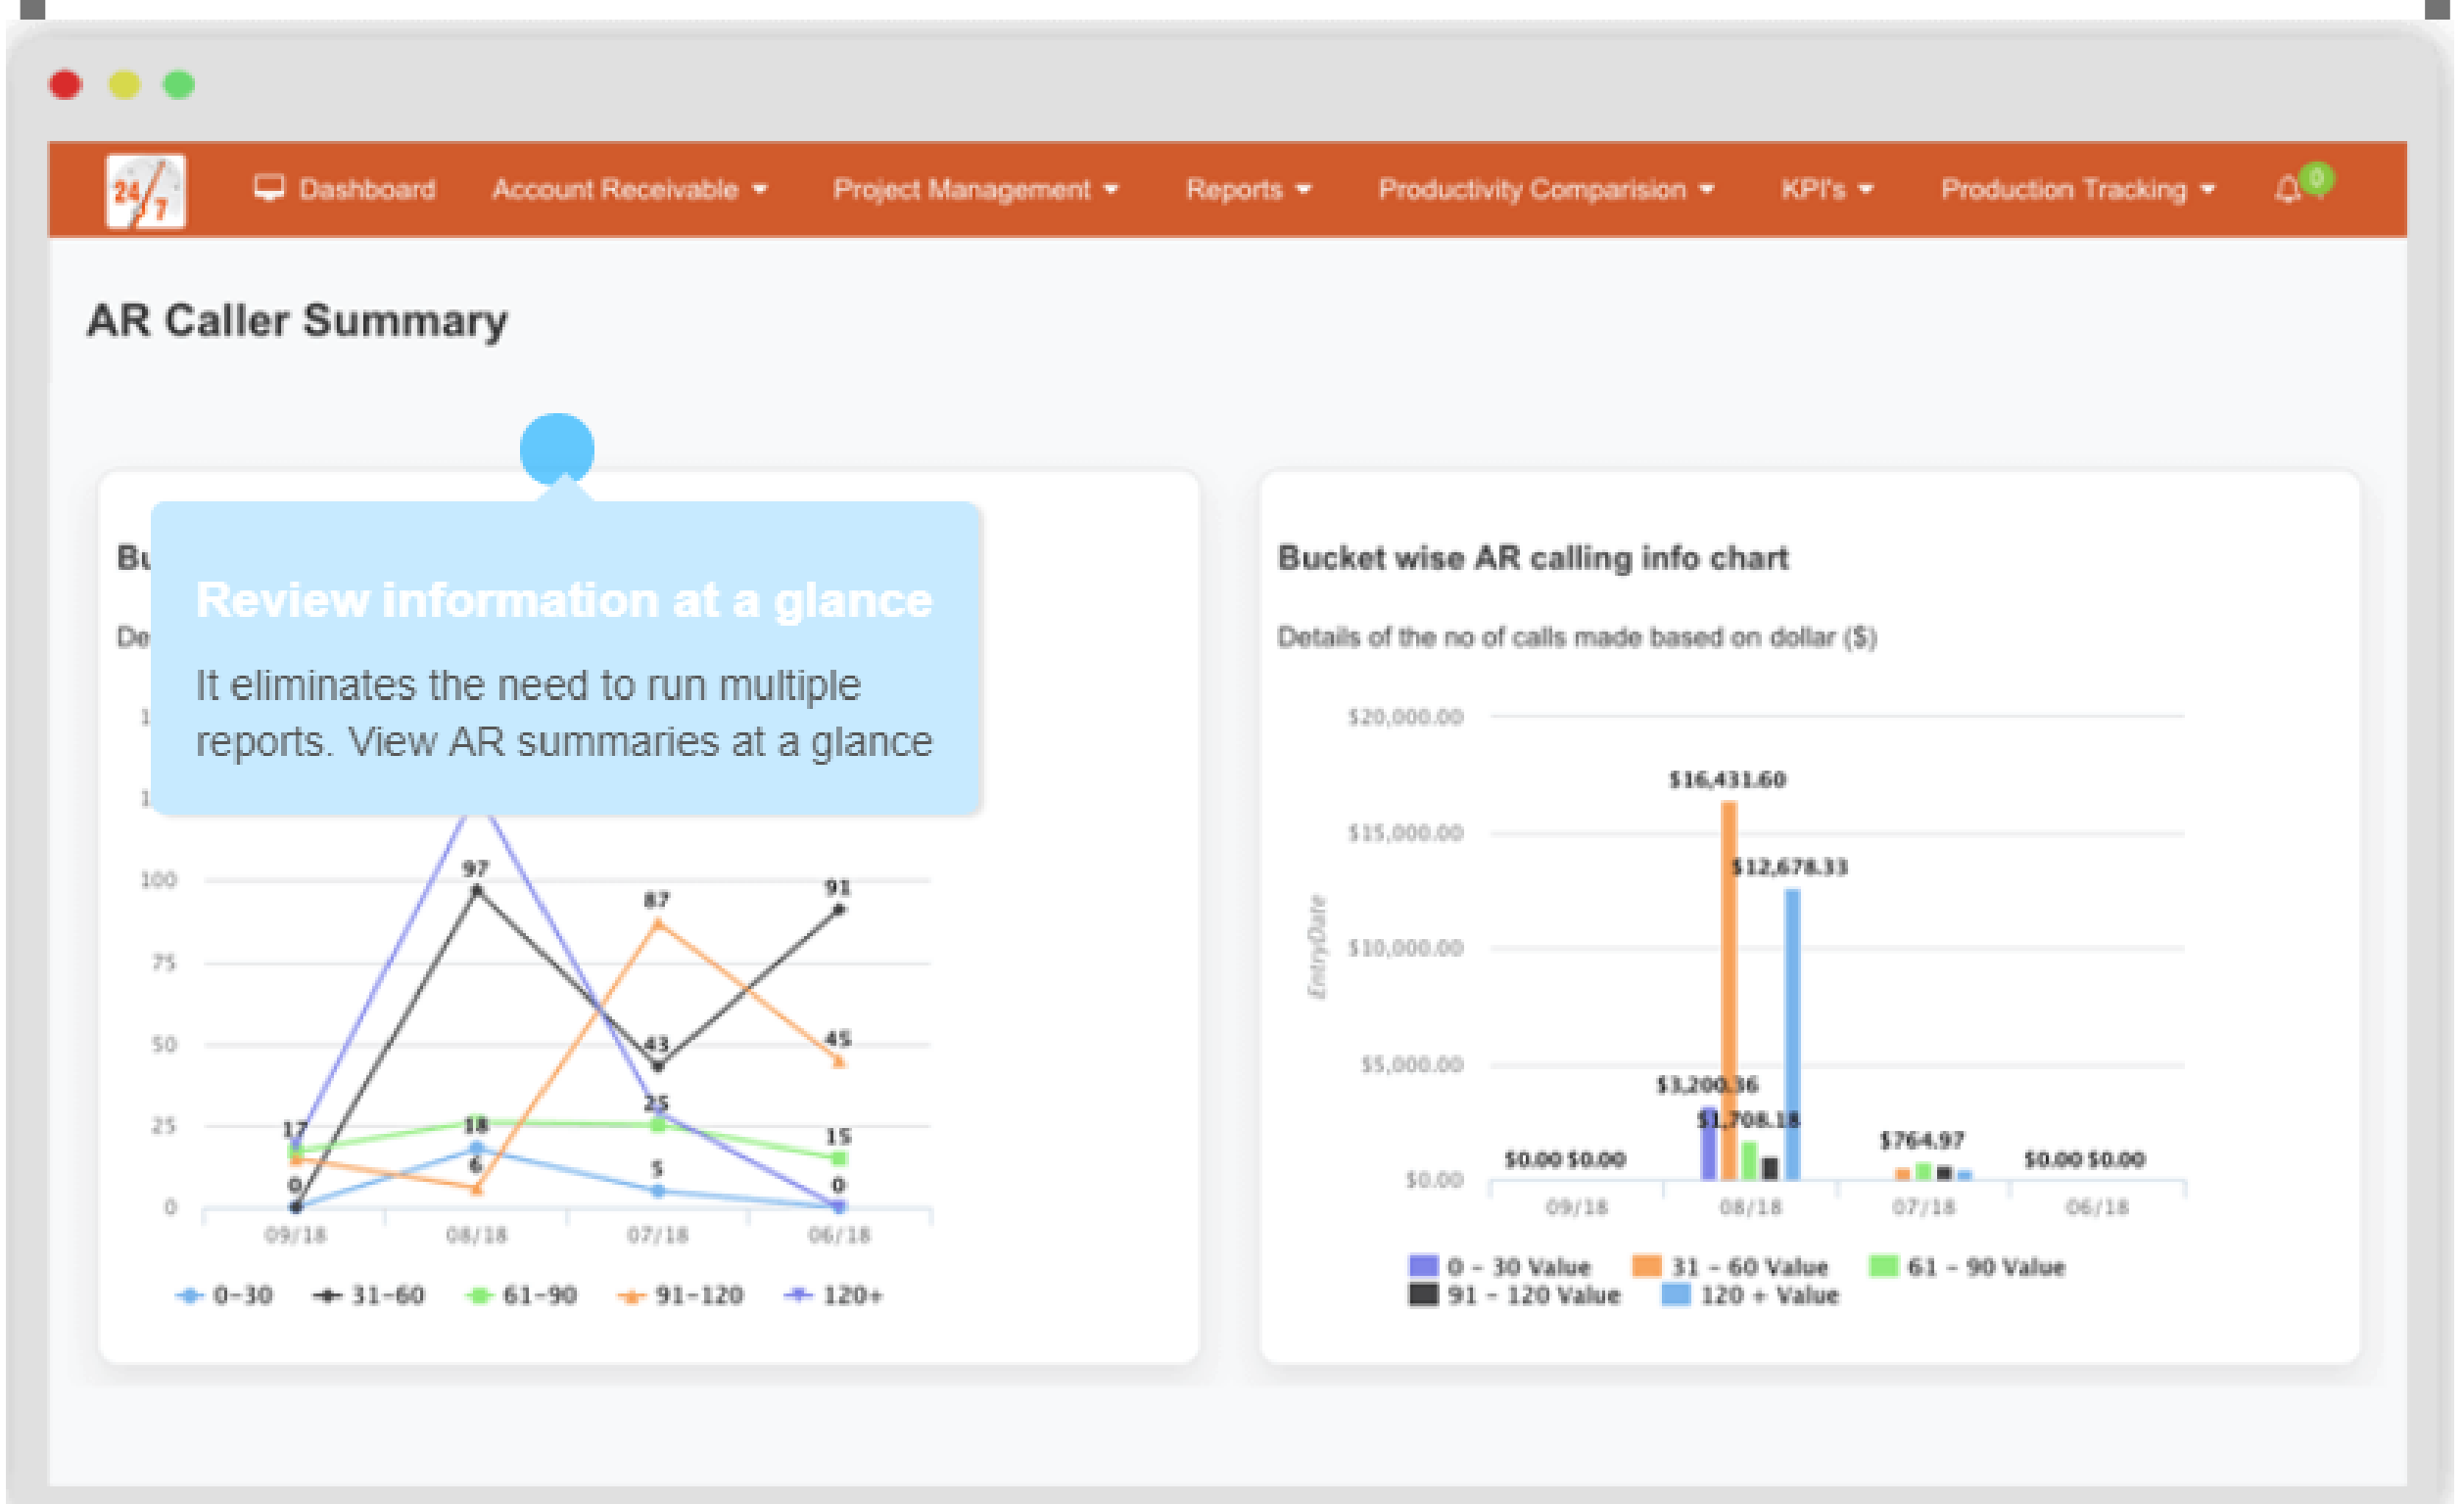 24/7
Dashboard Account Receivable Project Management Reports Productivity Comparision KPI's Production Tracking 0
AR Caller Summary
Review information at a glance
It eliminates the need to run multiple
reports. View AR summaries at a glance
100
75
50
25
0
97
87
91
43
45
17
18
25
15
6
5
0
0
09/18 08/18 07/18 06/18
0-30 31-60 61-90 91-120 120+
Bucket wise AR calling info chart
Details of the no of calls made based on dollar ($)
EntryDate
$20,000.00
$15,000.00
$10,000.00
$5,000.00
$0.00
$16,431.60
$12,678.33
$3,200.36
$1,708.18
$764.97
$0.00 $0.00
$0.00 $0.00
09/18 08/18 07/18 06/18
0 - 30 Value 31 - 60 Value 61 - 90 Value
91 - 120 Value 120 + Value